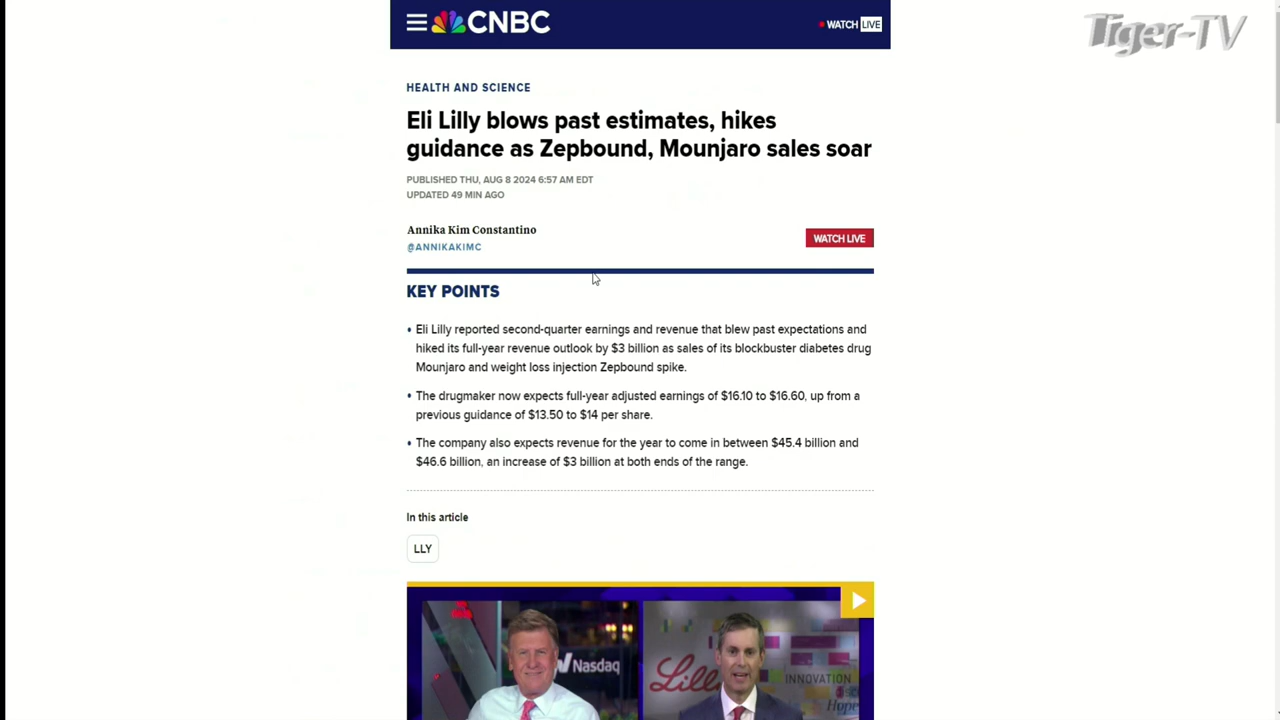 CNBC
WATCH LIVE
Tiger-TV
HEALTH AND SCIENCE
Eli Lilly blows past estimates, hikes
guidance as Zepbound, Mounjaro sales soar
PUBLISHED THU, AUG 8 2024 6:57 AM EDT
UPDATED 49 MIN AGO
Annika Kim Constantino
@ANNIKAKIMC
WATCH LIVE
KEY POINTS
• Eli Lilly reported second-quarter earnings and revenue that blew past expectations and
hiked its full-year revenue outlook by $3 billion as sales of its blockbuster diabetes drug
Mounjaro and weight loss injection Zepbound spike.
• The drugmaker now expects full-year adjusted earnings of $16.10 to $16.60, up from a
previous guidance of $13.50 to $14 per share.
• The company also expects revenue for the year to come in between $45.4 billion and
$46.6 billion, an increase of $3 billion at both ends of the range.
In this article
LLY
Nasdaq
Lilly
INNOVATION
Hope